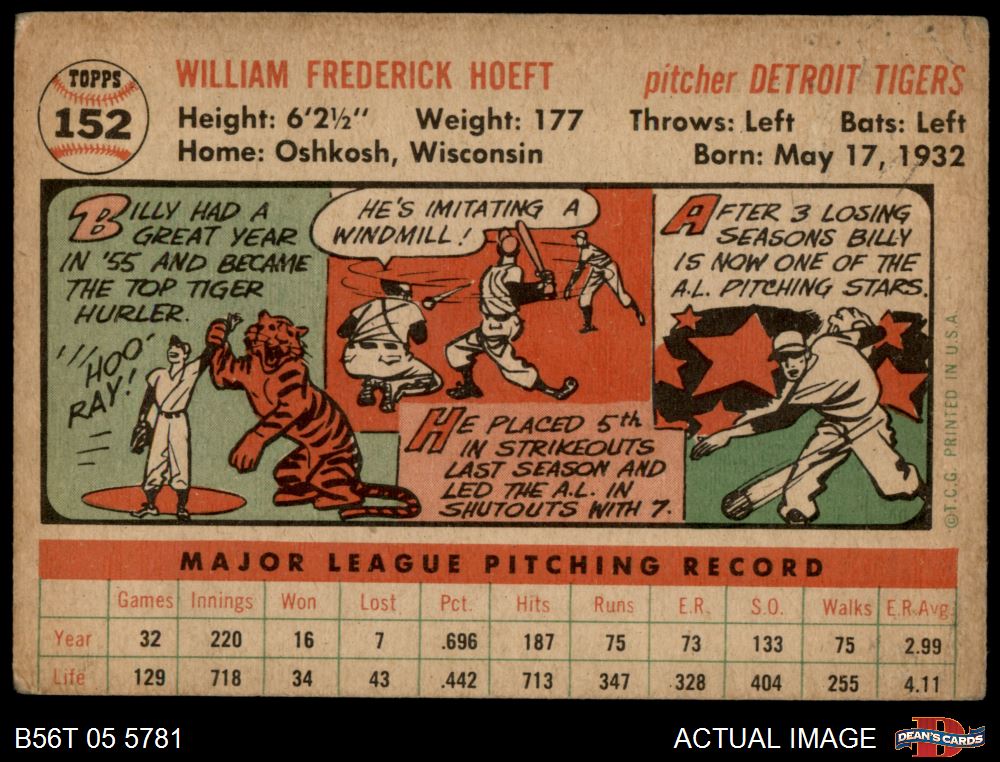 TOPPS
152
WILLIAM FREDERICK HOEFT
pitcher DETROIT TIGERS
Height: 6'2½" Weight: 177 Throws: Left Bats: Left
Home: Oshkosh, Wisconsin Born: May 17, 1932
BILLY HAD A
GREAT YEAR
IN '55 AND BECAME
THE TOP TIGER
HURLER.
HOO
RAY!
HE'S IMITATING A
WINDMILL!
HE PLACED 5th
IN STRIKEOUTS
LAST SEASON AND
LED THE A.L. IN
SHUTOUTS WITH 7.
AFTER 3 LOSING
SEASONS BILLY
IS NOW ONE OF THE
A.L. PITCHING STARS.
©T.C.G. PRINTED IN U.S.A.
MAJOR LEAGUE PITCHING RECORD
Games Innings Won Lost Pct. Hits Runs E.R. S.O. Walks E.R.Avg.
Year 32 220 16 7 .696 187 75 73 133 75 2.99
Life 129 718 34 43 .442 713 347 328 404 255 4.11
B56T 05 5781
ACTUAL IMAGE
DEAN'S CARDS